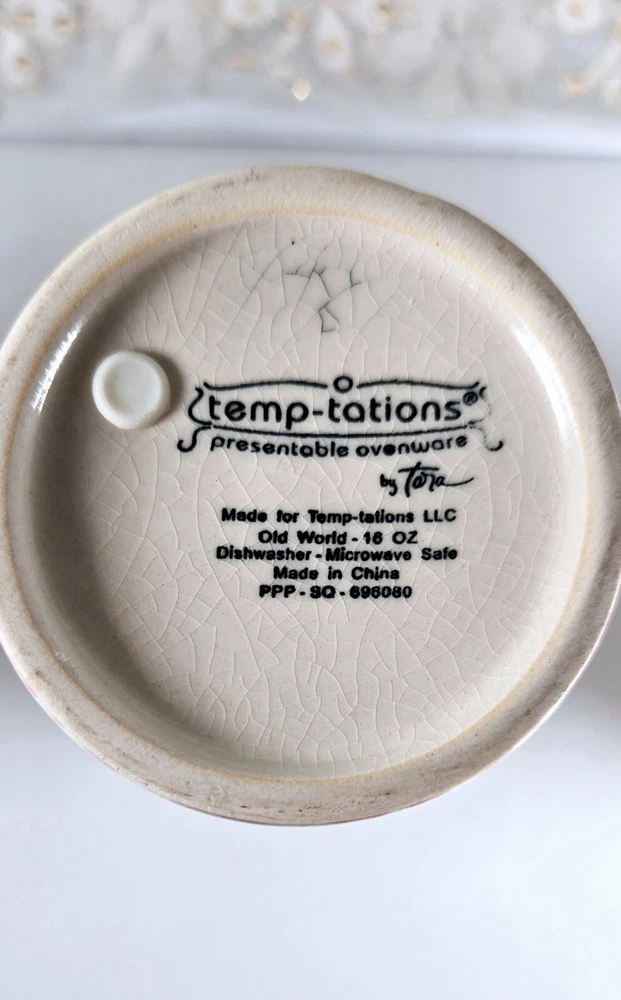 temp-tations®
presentable ovenware
by Tara
Made for Temp-tations LLC
Old World - 16 OZ
Dishwasher - Microwave Safe
Made in China
PPP - SQ - 696080